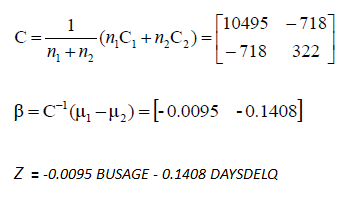 C = 1/(n₁ + n₂) (n₁C₁ + n₂C₂) = [10495 -718; -718 322]
β = C⁻¹(μ₁ − μ₂) = [-0.0095 -0.1408]
Z = -0.0095 BUSAGE - 0.1408 DAYSDELQ